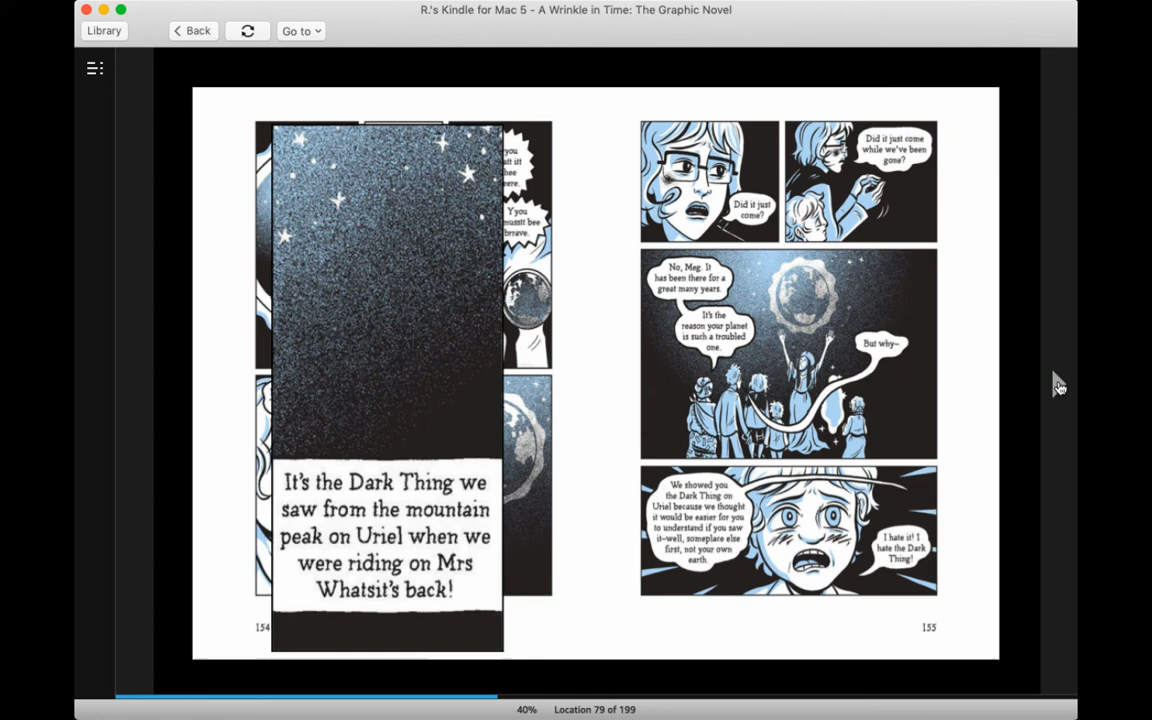 R.'s Kindle for Mac 5 - A Wrinkle in Time: The Graphic Novel
Library
Back
Go to
you
hee
ere.
Yyou
musstt bee
brrave.
It's the Dark Thing we
saw from the mountain
peak on Uriel when we
were riding on Mrs
Whatsit's back!
154
Did it just
come?
Did it just come
while we've been
gone?
No, Meg. It
has been there for a
great many years.
It's the
reason your planet
is such a troubled
one.
But why–
We showed you
the Dark Thing on
Uriel because we thought
it would be easier for you
to understand if you saw
it–well, someplace else
first, not your own
earth.
I hate it! I
hate the Dark
Thing!
155
40%
Location 79 of 199